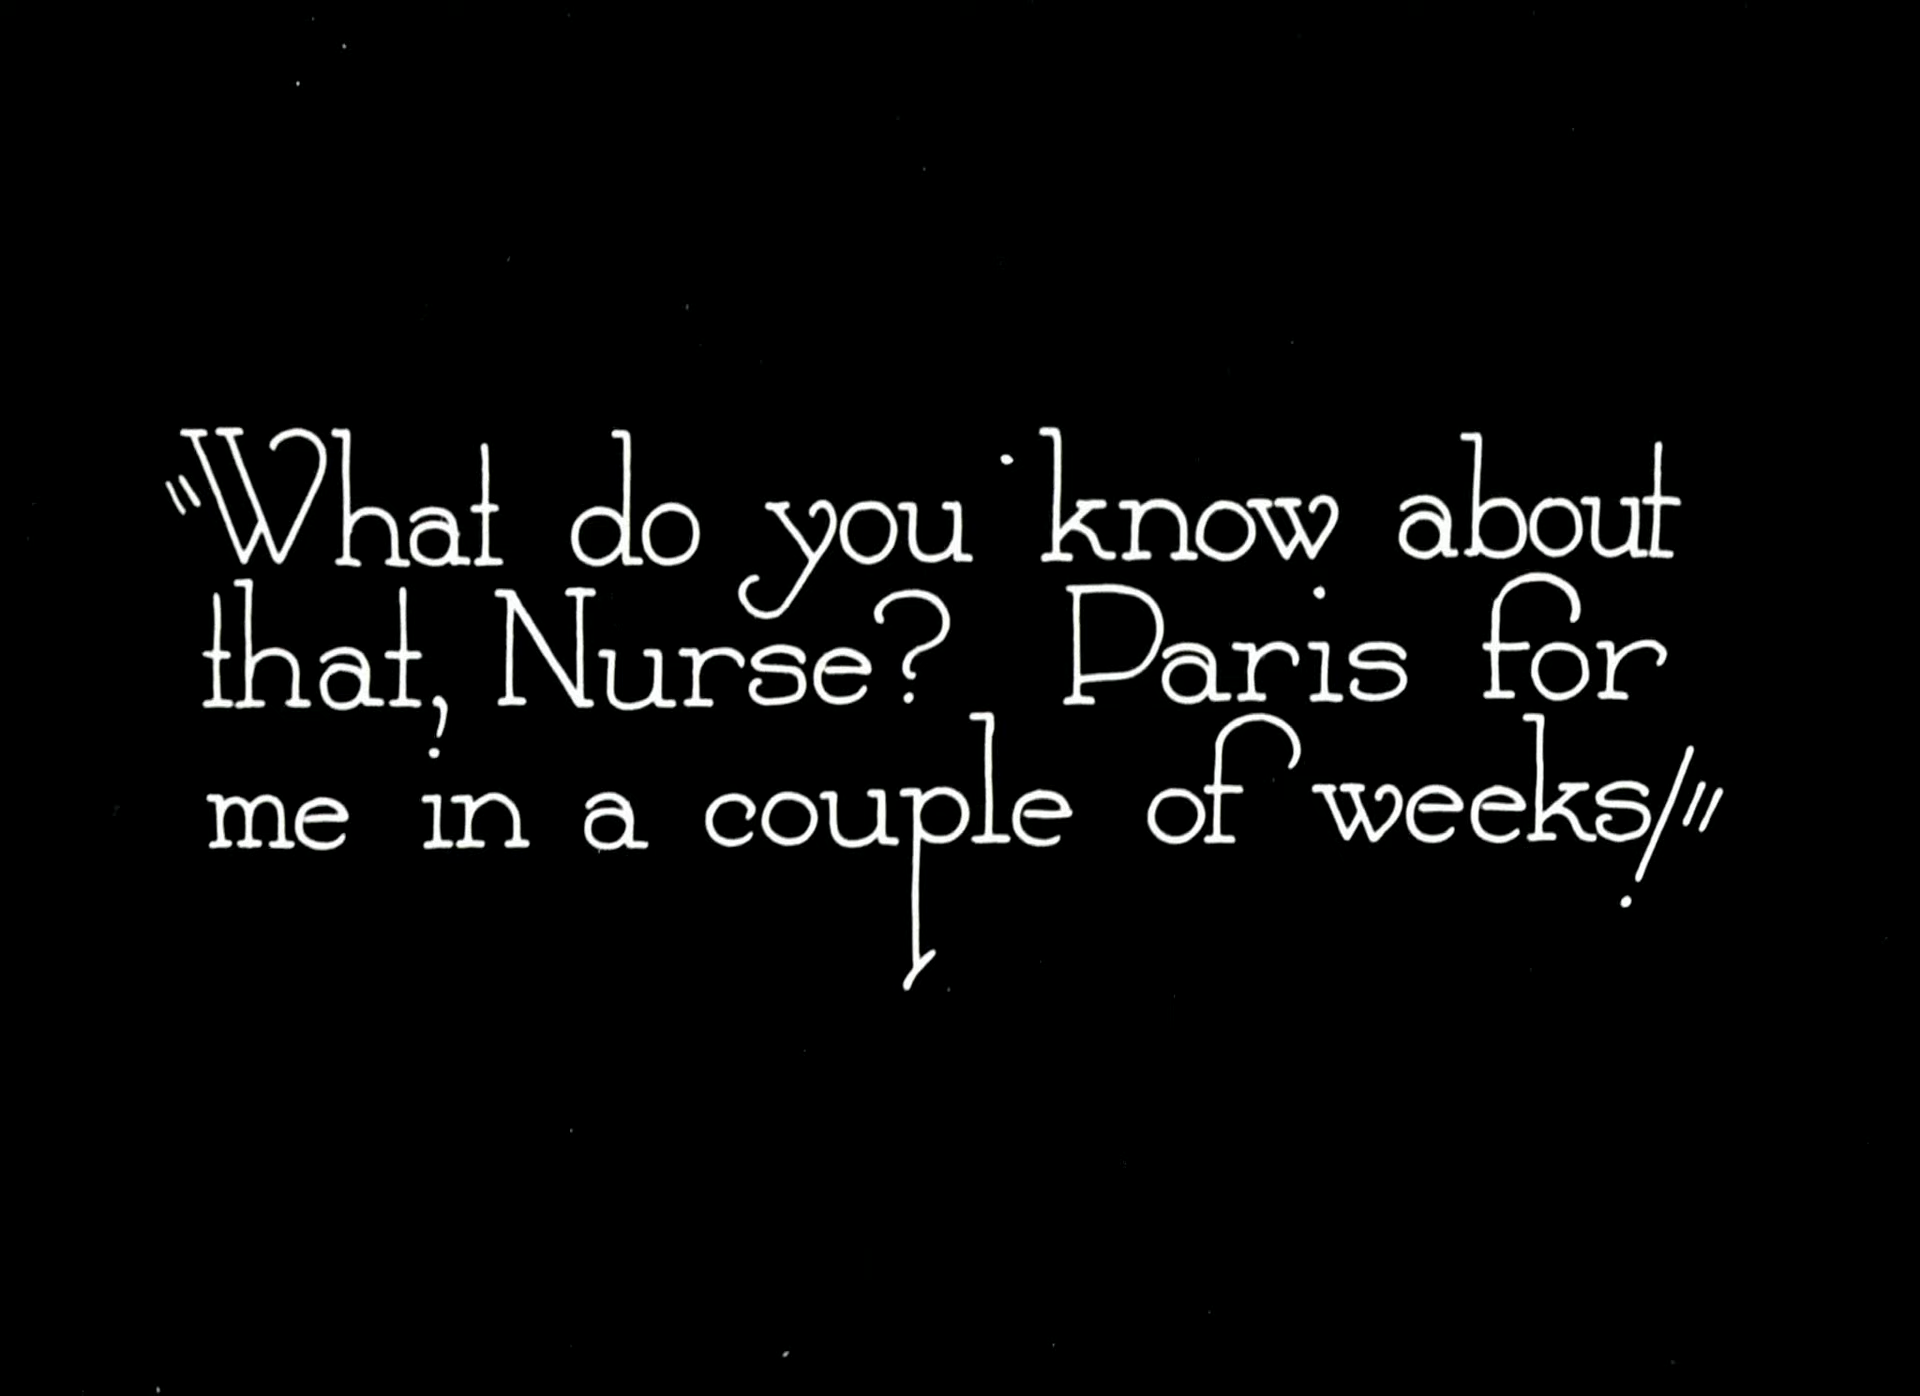 "What do you know about
that, Nurse? Paris for
me in a couple of weeks!"